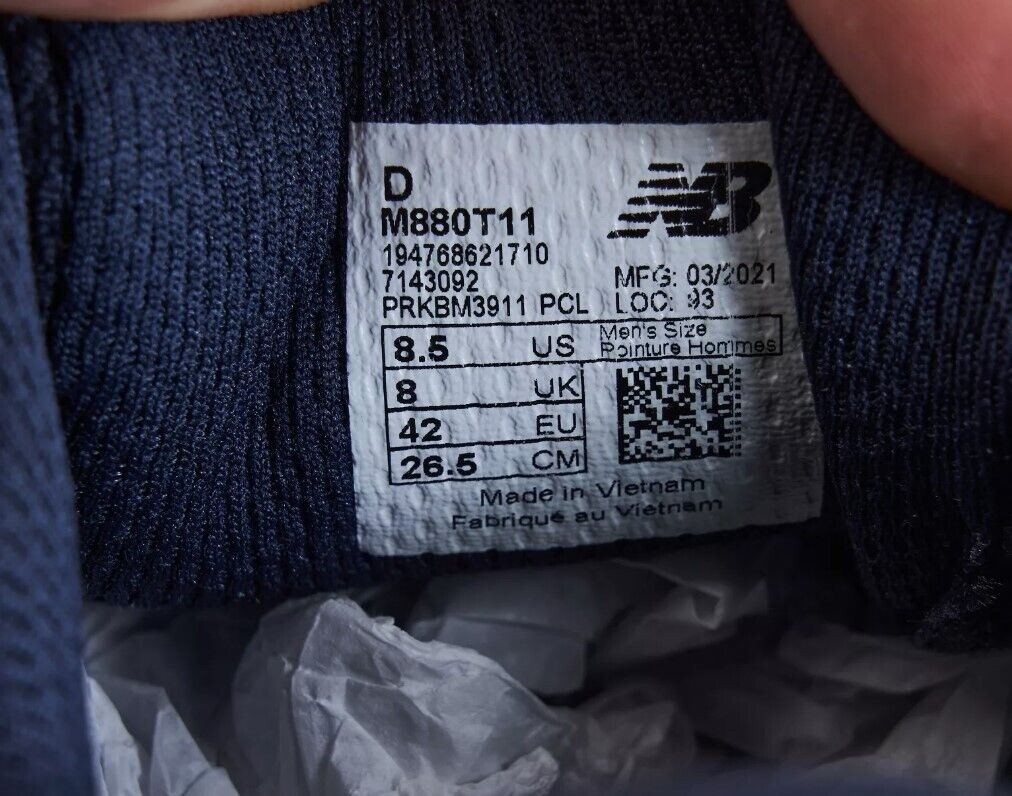 D
NB
M880T11
194768621710
7143092 MFG: 03/2021
PRKBM3911 PCL LOC: 93
8.5 US Men's Size
Pointure Hommes
8 UK
42 EU
26.5 CM
Made in Vietnam
Fabriqué au Vietnam